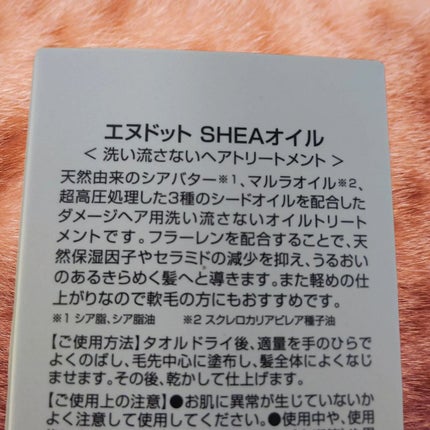 エヌドット SHEAオイル
＜ 洗い流さないヘアトリートメント ＞
天然由来のシアバター※1、マルラオイル※2、
超高圧処理した3種のシードオイルを配合した
ダメージヘア用洗い流さないオイルトリート
メントです。フラーレンを配合することで、天
然保湿因子やセラミドの減少を抑え、うるおい
のあるきらめく髪へと導きます。また軽めの仕
上がりなので軟毛の方にもおすすめです。
※1 シア脂、シア脂油 ※2 スクレロカリアビレア種子油
【ご使用方法】タオルドライ後、適量を手のひらで
よくのばし、毛先中心に塗布し、髪全体によくなじ
ませます。その後、乾かして仕上げます。
【ご使用上の注意】●お肌に異常が生じていないか
よく注意して使用してください。●使用中や、使用